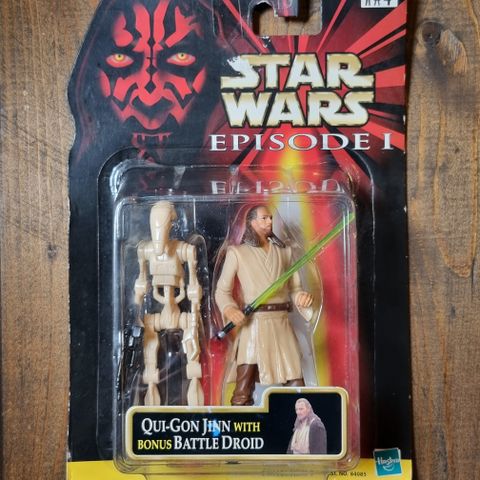 STAR
WARS
EPISODE I
QUI-GON JINN WITH
BONUS BATTLE DROID
Hasbro